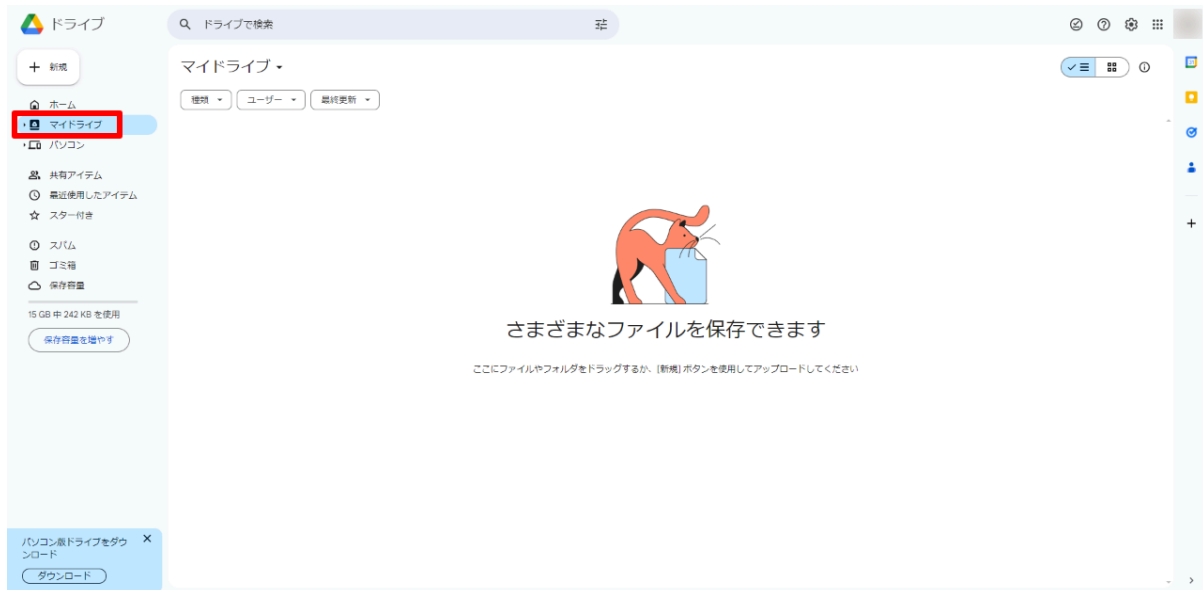 ドライブ
ドライブで検索
新規
マイドライブ
種類
ユーザー
最終更新
ホーム
マイドライブ
パソコン
共有アイテム
最近使用したアイテム
スター付き
スパム
ゴミ箱
保存容量
15 GB 中 242 KB を使用
保存容量を増やす
さまざまなファイルを保存できます
ここにファイルやフォルダをドラッグするか、[新規] ボタンを使用してアップロードしてください
パソコン版ドライブをダウ
ンロード
ダウンロード